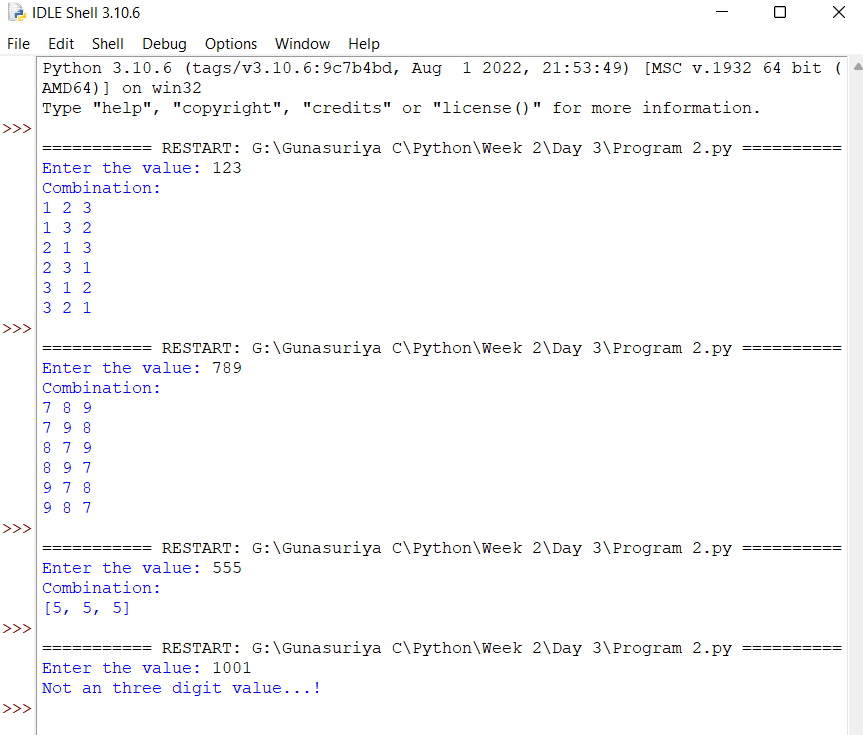 IDLE Shell 3.10.6
File Edit Shell Debug Options Window Help
Python 3.10.6 (tags/v3.10.6:9c7b4bd, Aug  1 2022, 21:53:49) [MSC v.1932 64 bit (
AMD64)] on win32
Type "help", "copyright", "credits" or "license()" for more information.
>>>
=========== RESTART: G:\Gunasuriya C\Python\Week 2\Day 3\Program 2.py ==========
Enter the value: 123
Combination:
1 2 3
1 3 2
2 1 3
2 3 1
3 1 2
3 2 1
>>>
=========== RESTART: G:\Gunasuriya C\Python\Week 2\Day 3\Program 2.py ==========
Enter the value: 789
Combination:
7 8 9
7 9 8
8 7 9
8 9 7
9 7 8
9 8 7
>>>
=========== RESTART: G:\Gunasuriya C\Python\Week 2\Day 3\Program 2.py ==========
Enter the value: 555
Combination:
[5, 5, 5]
>>>
=========== RESTART: G:\Gunasuriya C\Python\Week 2\Day 3\Program 2.py ==========
Enter the value: 1001
Not an three digit value...!
>>>